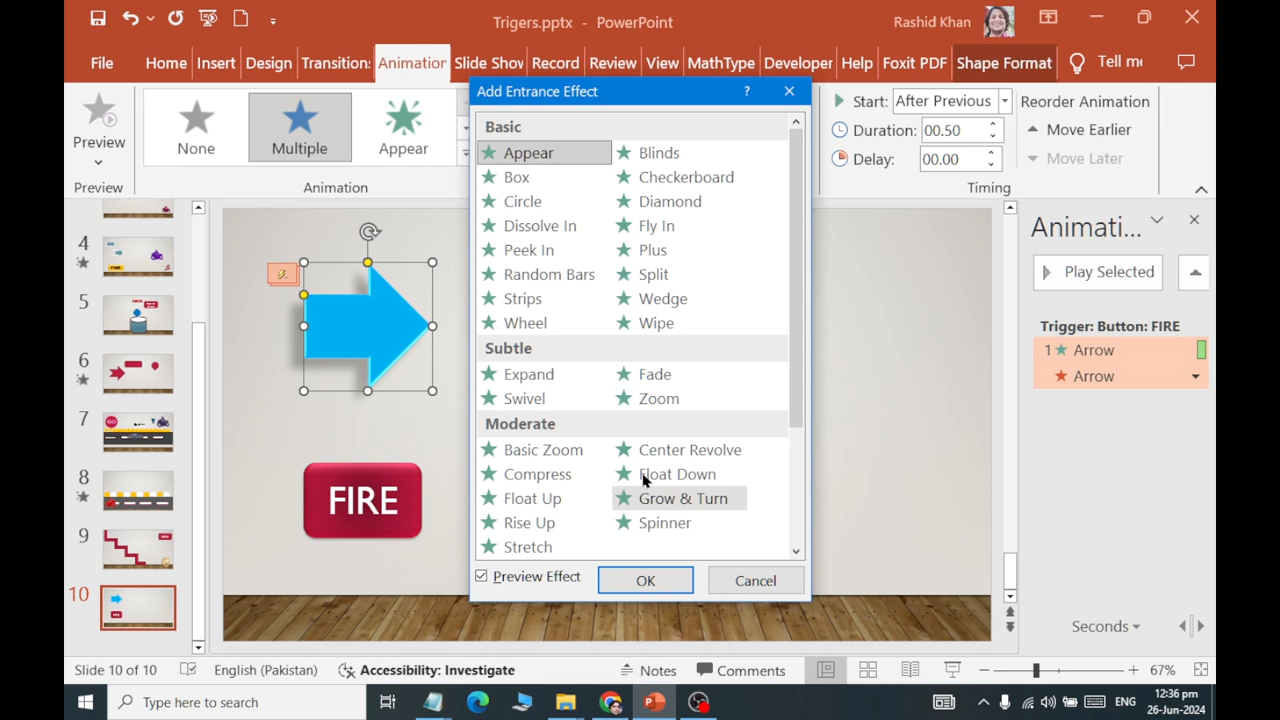 Trigers.pptx - PowerPoint
Rashid Khan
File Home Insert Design Transition: Animation Slide Show Record Review View MathType Developer Help Foxit PDF Shape Format Tell me
Preview
Preview
None
Multiple
Appear
Animation
Start: After Previous
Duration: 00.50
Delay: 00.00
Reorder Animation
Move Earlier
Move Later
Timing
Add Entrance Effect
?
Basic
Appear Blinds
Box Checkerboard
Circle Diamond
Dissolve In Fly In
Peek In Plus
Random Bars Split
Strips Wedge
Wheel Wipe
Subtle
Expand Fade
Swivel Zoom
Moderate
Basic Zoom Center Revolve
Compress Float Down
Float Up Grow & Turn
Rise Up Spinner
Stretch
Preview Effect OK Cancel
4
5
6
7
8
9
10
FIRE
Animati...
Play Selected
Trigger: Button: FIRE
1 Arrow
Arrow
Seconds
Slide 10 of 10 English (Pakistan) Accessibility: Investigate Notes Comments 67%
Type here to search
ENG
12:36 pm
26-Jun-2024